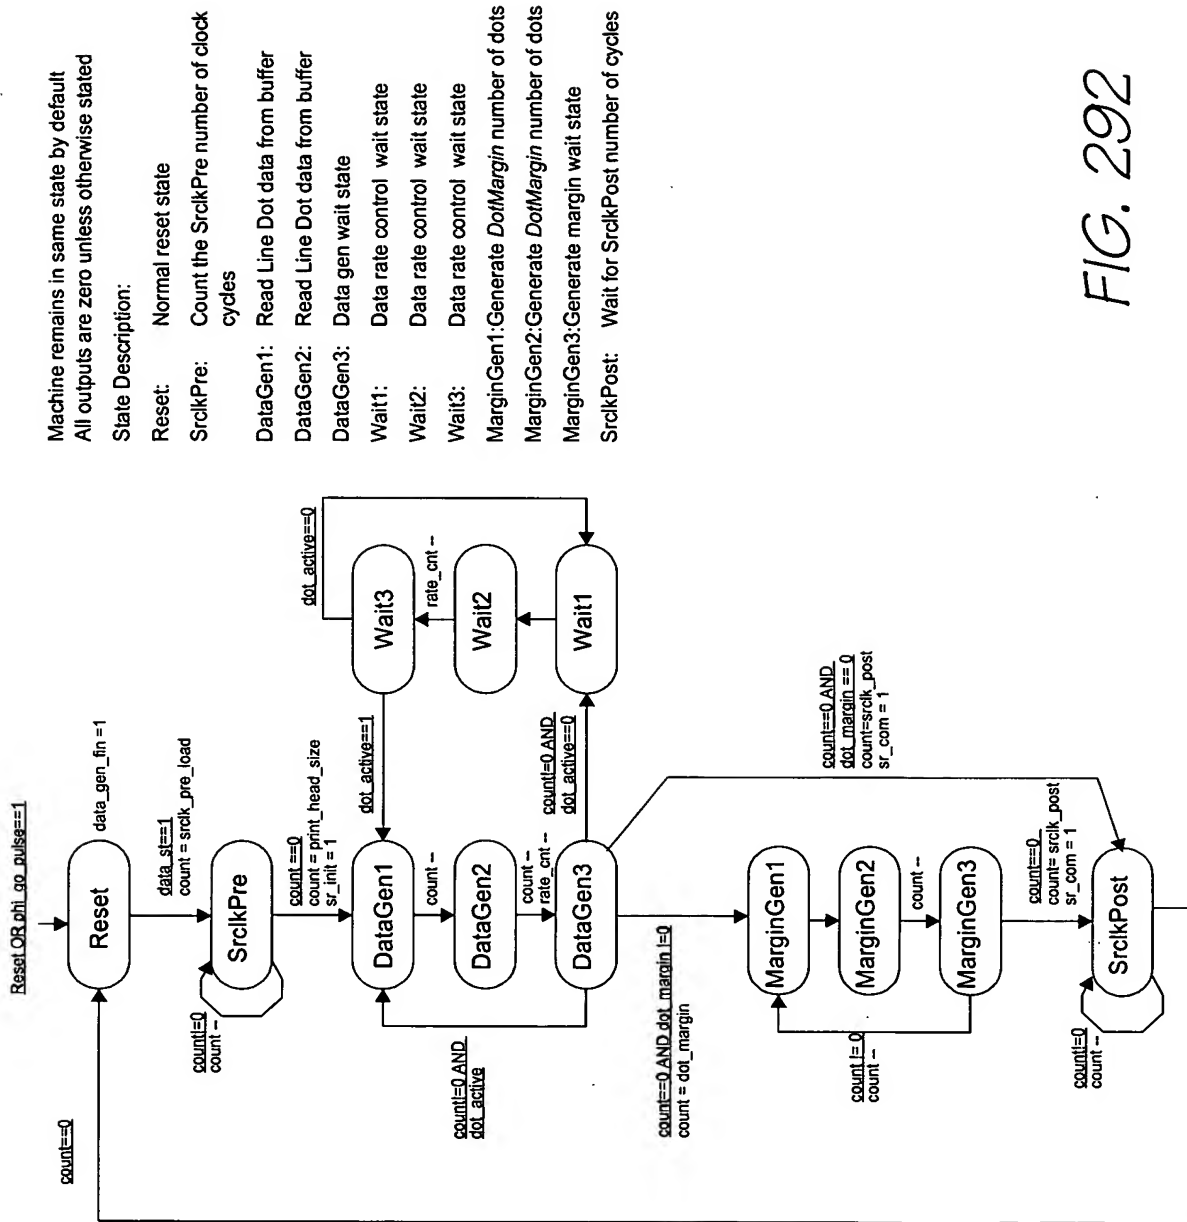 Reset OR phi_go_pulse==1
Reset
data_gen_fin =1
data_st==1
count = srclk_pre_load
count!=0
count --
SrclkPre
count ==0
count = print_head_size
sr_init = 1
DataGen1
count --
DataGen2
count --
rate_cnt --
DataGen3
count!=0 AND
dot_active
dot_active==1
count!=0 AND
dot_active==0
Wait3
dot_active==0
rate_cnt --
Wait2
Wait1
count==0 AND dot_margin !=0
count = dot_margin
count==0 AND
dot_margin == 0
count=srclk_post
sr_com = 1
MarginGen1
MarginGen2
count --
MarginGen3
count != 0
count --
count==0
count= srclk_post
sr_com = 1
SrclkPost
count!=0
count --
count==0
Machine remains in same state by default
All outputs are zero unless otherwise stated
State Description:
Reset: Normal reset state
SrclkPre: Count the SrclkPre number of clock
cycles
DataGen1: Read Line Dot data from buffer
DataGen2: Read Line Dot data from buffer
DataGen3: Data gen wait state
Wait1: Data rate control wait state
Wait2: Data rate control wait state
Wait3: Data rate control wait state
MarginGen1:Generate DotMargin number of dots
MarginGen2:Generate DotMargin number of dots
MarginGen3:Generate margin wait state
SrclkPost: Wait for SrclkPost number of cycles
FIG. 292